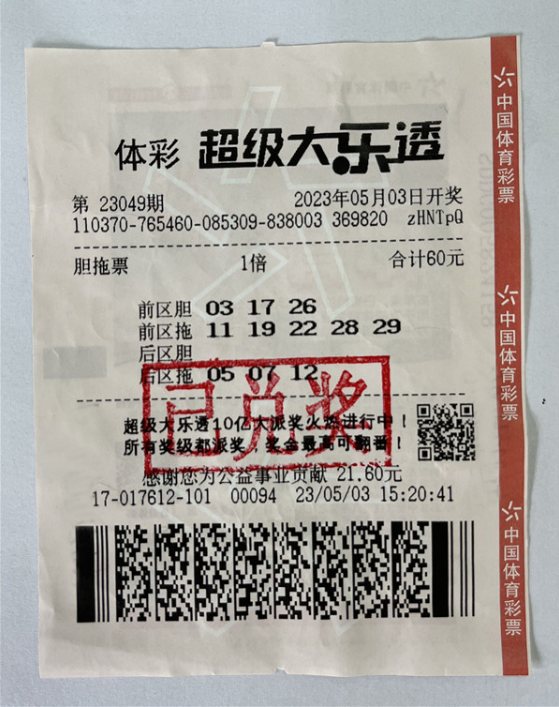 体彩 超级大乐透
第 23049期 2023年05月03日开奖
110370-765460-085309-838003 369820 zHNTpQ
胆拖票 1倍 合计60元
前区胆 03 17 26
前区拖 11 19 22 28 29
后区胆
后区拖 05 07 12
已兑奖
超级大乐透10亿大派奖火热进行中！
所有奖级都派奖，奖金最高可翻番！
感谢您为公益事业贡献 21.60元
17-017612-101 00094 23/05/03 15:20:41
中国体育彩票
中国体育彩票
中国体育彩票